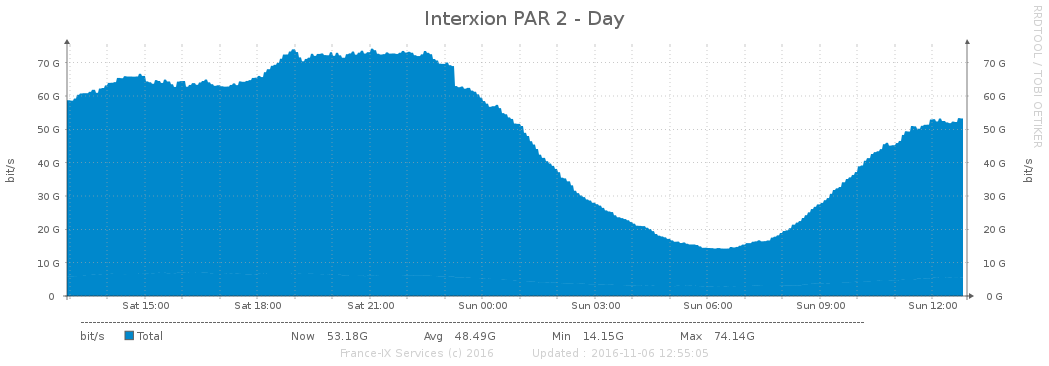 Interxion PAR 2 - Day
RRDTOOL / TOBI OETIKER
bit/s
bit/s
70 G 70 G
60 G 60 G
50 G 50 G
40 G 40 G
30 G 30 G
20 G 20 G
10 G 10 G
0 0 G
Sat 15:00 Sat 18:00 Sat 21:00 Sun 00:00 Sun 03:00 Sun 06:00 Sun 09:00 Sun 12:00
bit/s Total Now 53.18G Avg 48.49G Min 14.15G Max 74.14G
France-IX Services (c) 2016 Updated : 2016-11-06 12:55:05